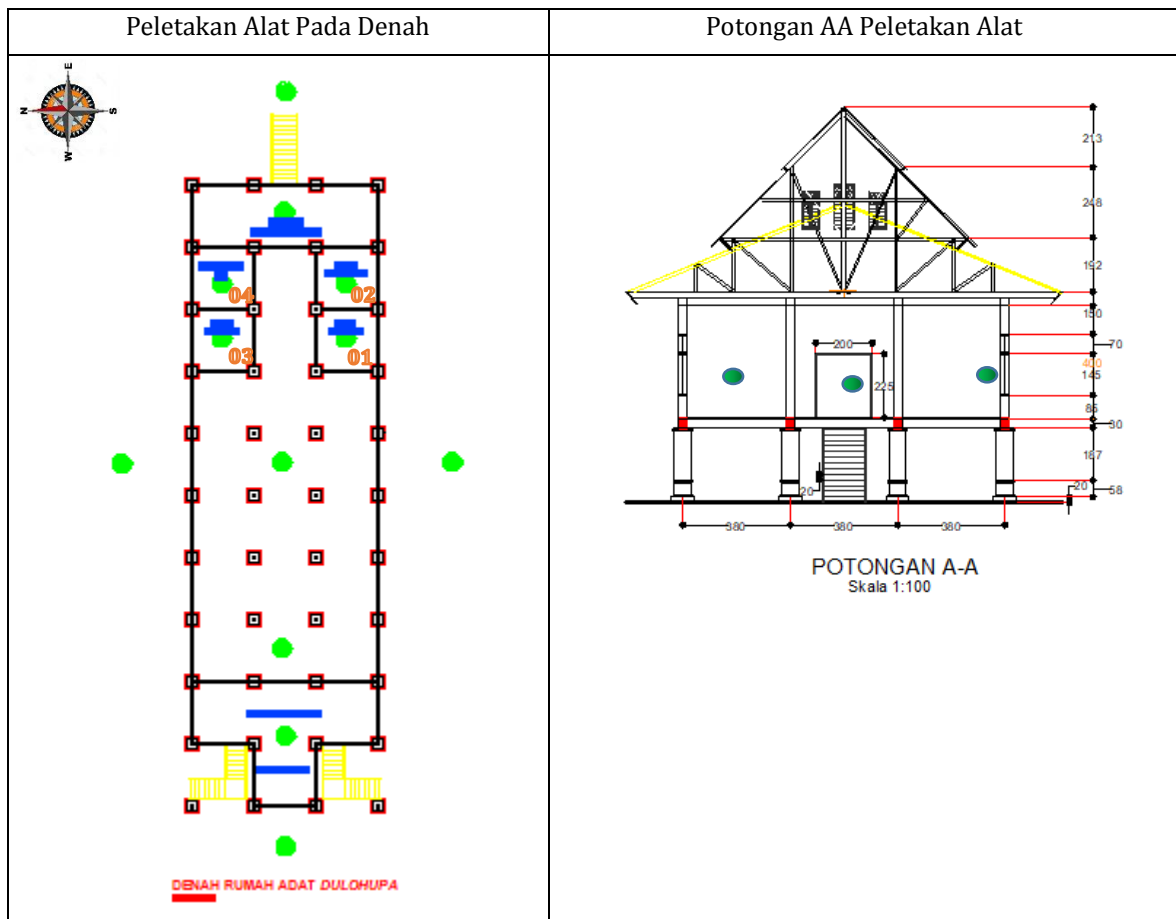 Peletakan Alat Pada Denah
Potongan AA Peletakan Alat
E
N
S
W
04
02
03
01
DENAH RUMAH ADAT DULOHUPA
213
248
192
150
70
400
145
85
30
187
20
58
200
225
20
380
380
380
POTONGAN A-A
Skala 1:100